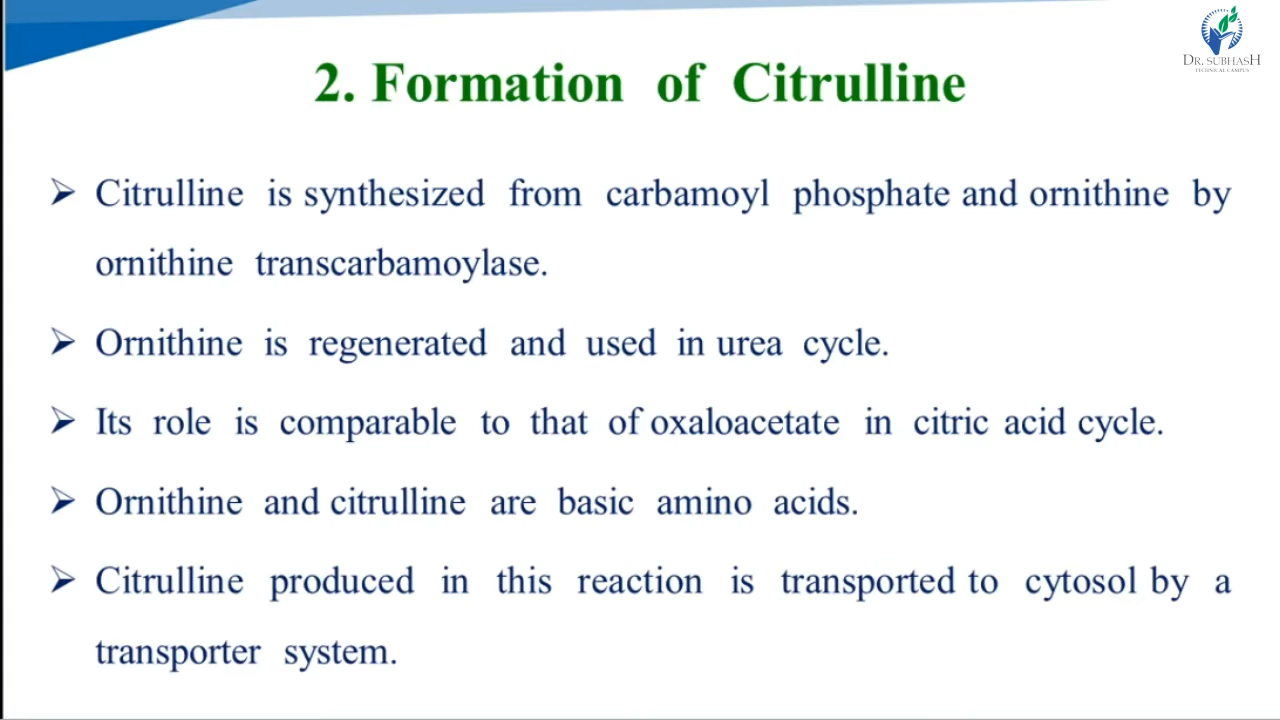 DR. SUBHASH
TECHNICAL CAMPUS
2. Formation of Citrulline
➢ Citrulline is synthesized from carbamoyl phosphate and ornithine by
ornithine transcarbamoylase.
➢ Ornithine is regenerated and used in urea cycle.
➢ Its role is comparable to that of oxaloacetate in citric acid cycle.
➢ Ornithine and citrulline are basic amino acids.
➢ Citrulline produced in this reaction is transported to cytosol by a
transporter system.